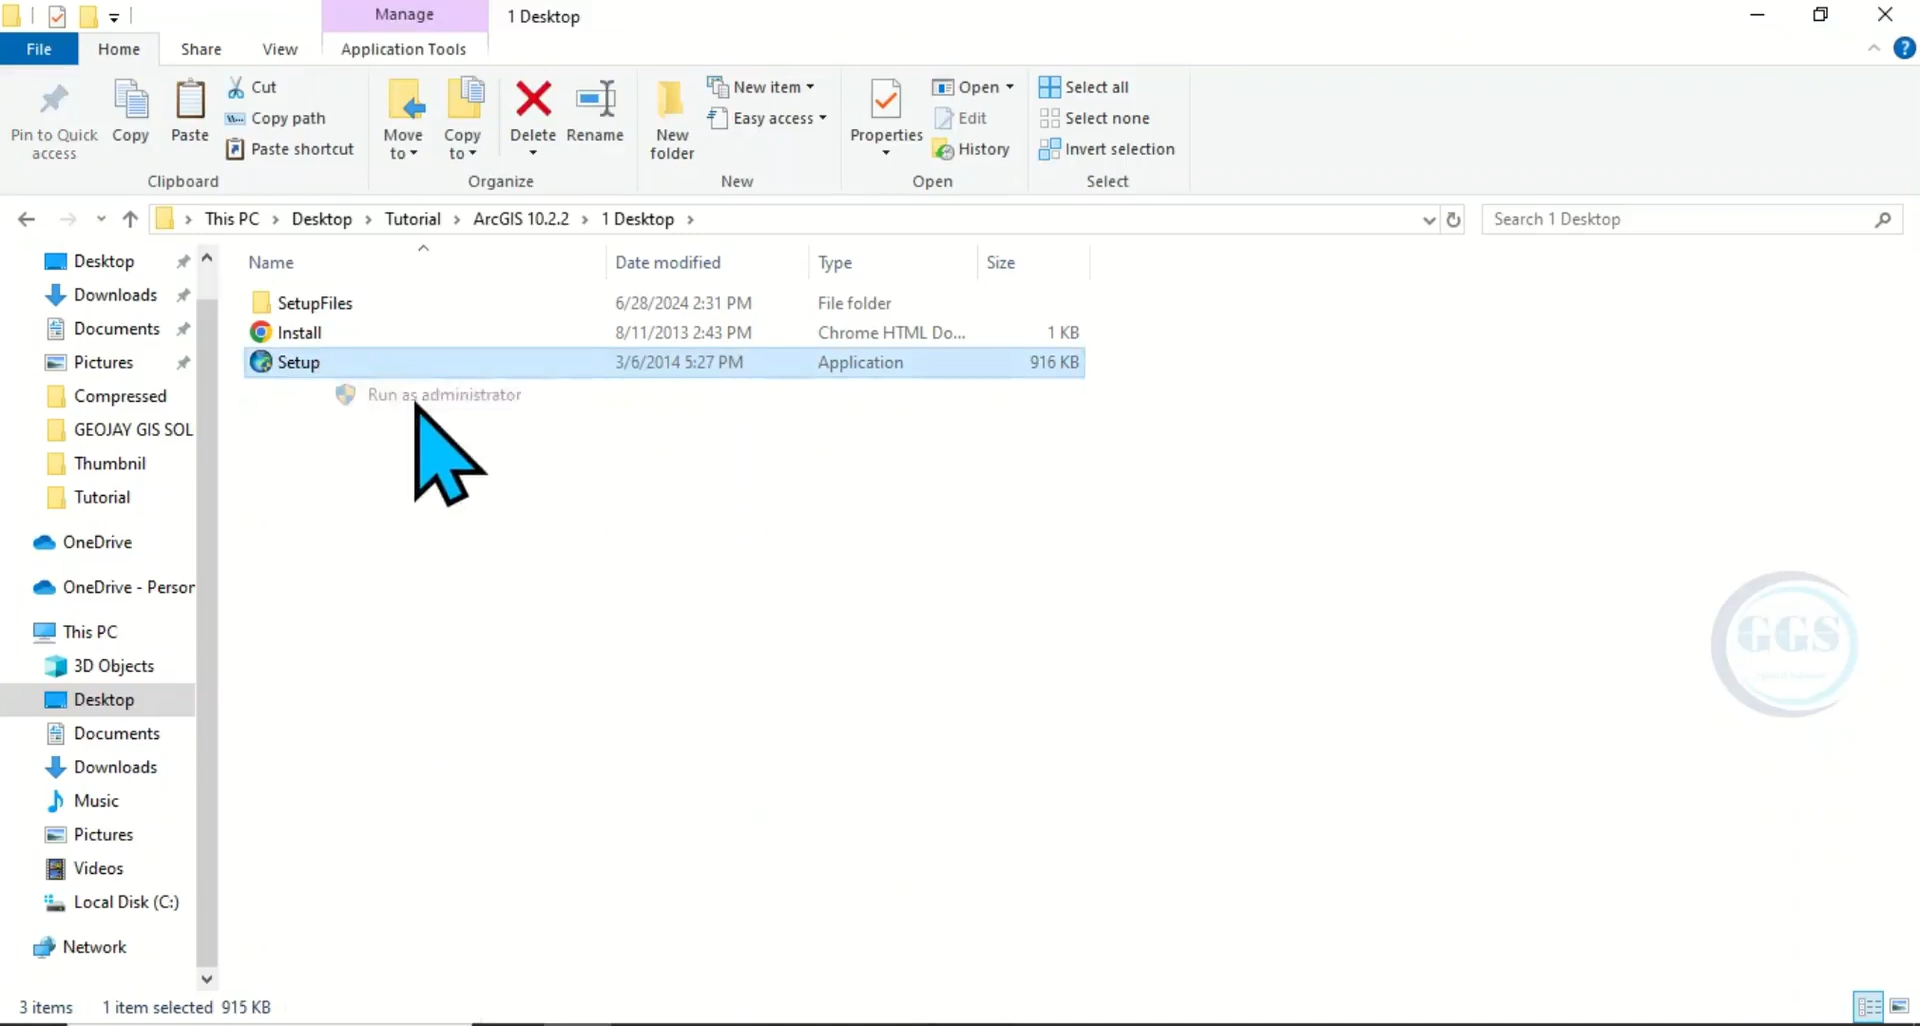 Manage
1 Desktop
File
Home
Share
View
Application Tools
Pin to Quick access
Copy
Paste
Cut
Copy path
Paste shortcut
Clipboard
Move to
Copy to
Delete
Rename
Organize
New folder
New item
Easy access
New
Properties
Open
Edit
History
Open
Select all
Select none
Invert selection
Select
This PC > Desktop > Tutorial > ArcGIS 10.2.2 > 1 Desktop >
Search 1 Desktop
Name Date modified Type Size
SetupFiles 6/28/2024 2:31 PM File folder
Install 8/11/2013 2:43 PM Chrome HTML Do... 1 KB
Setup 3/6/2014 5:27 PM Application 916 KB
Run as administrator
Desktop
Downloads
Documents
Pictures
Compressed
GEOJAY GIS SOL
Thumbnil
Tutorial
OneDrive
OneDrive - Person
This PC
3D Objects
Desktop
Documents
Downloads
Music
Pictures
Videos
Local Disk (C:)
Network
GGS
3 items 1 item selected 915 KB